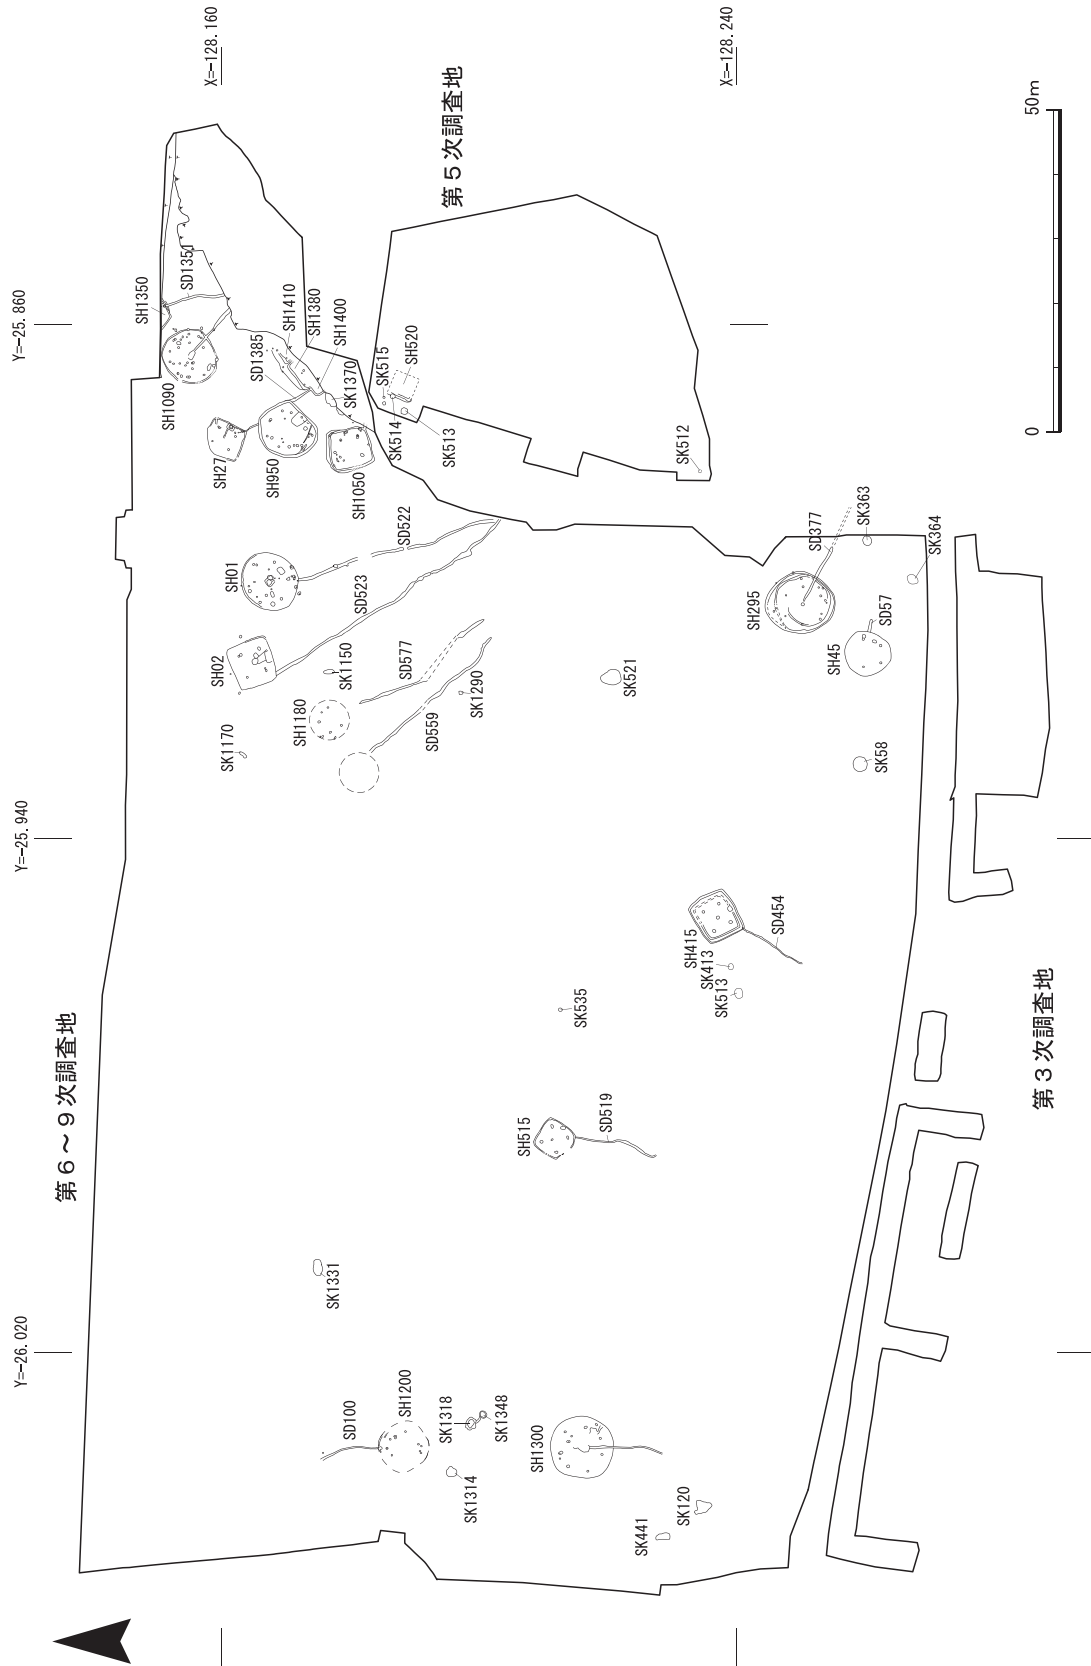 X=-128.160
X=-128.240
Y=-25.860
Y=-25.940
Y=-26.020
50m
0
第5次調査地
第6～9次調査地
第3次調査地
SH1350
SD1351
SH1090
SH1410
SH1380
SH1400
SD1385
SK1370
SH27
SH950
SH1050
SK515
SH520
SK514
SK513
SK512
SD522
SH01
SD523
SH02
SK1150
SD577
SH1180
SK1290
SD559
SK1170
SD377
SK363
SK364
SH295
SD57
SH45
SK521
SK58
SH415
SD454
SK413
SK513
SK535
SH515
SD519
SK1331
SD100
SH1200
SK1318
SK1348
SK1314
SH1300
SK120
SK441